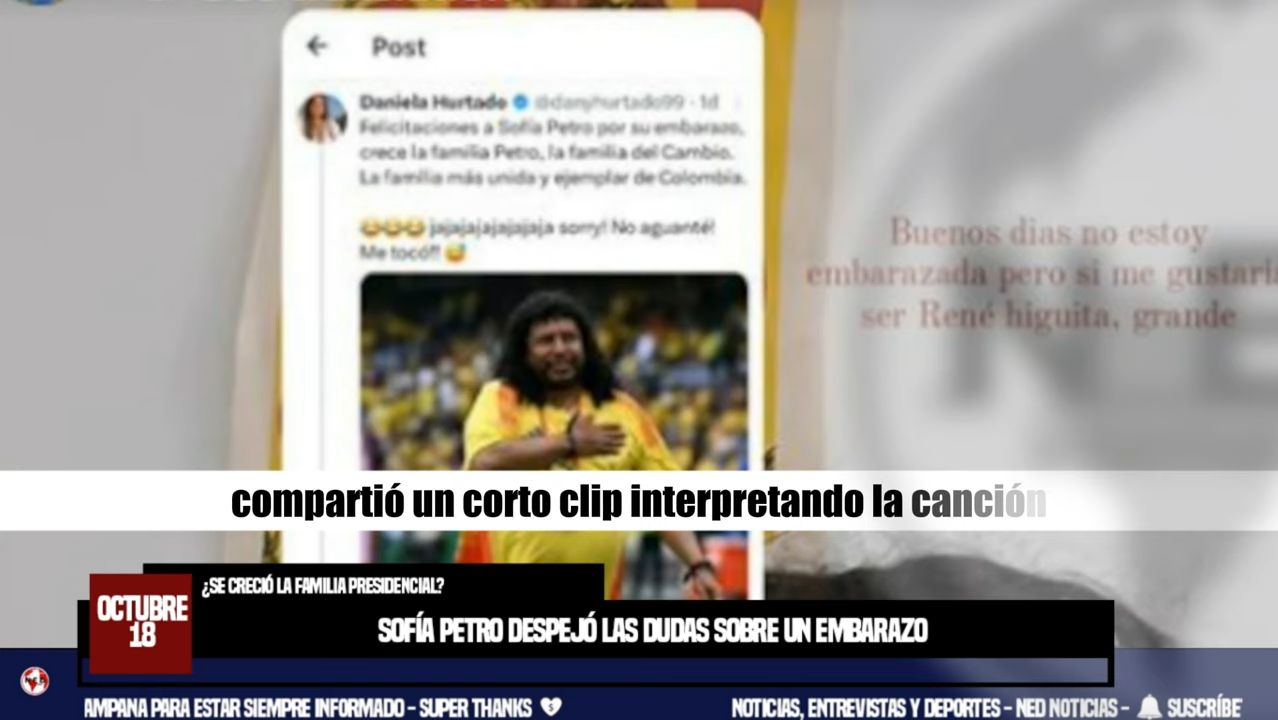 Post
Daniela Hurtado @danyhurtado99 · 1d
Felicitaciones a Sofía Petro por su embarazo,
crece la familia Petro, la familia del Cambio.
La familia más unida y ejemplar de Colombia.
😂😂😂 jajajajajajajaja sorry! No aguanté!
Me tocó!! 😅
Buenos dias no estoy
embarazada pero si me gustaria
ser René higuita, grande
compartió un corto clip interpretando la canción
¿SE CRECIÓ LA FAMILIA PRESIDENCIAL?
OCTUBRE
18
SOFÍA PETRO DESPEJÓ LAS DUDAS SOBRE UN EMBARAZO
AMPANA PARA ESTAR SIEMPRE INFORMADO - SUPER THANKS
NOTICIAS, ENTREVISTAS Y DEPORTES - NED NOTICIAS -
SUSCRÍBE